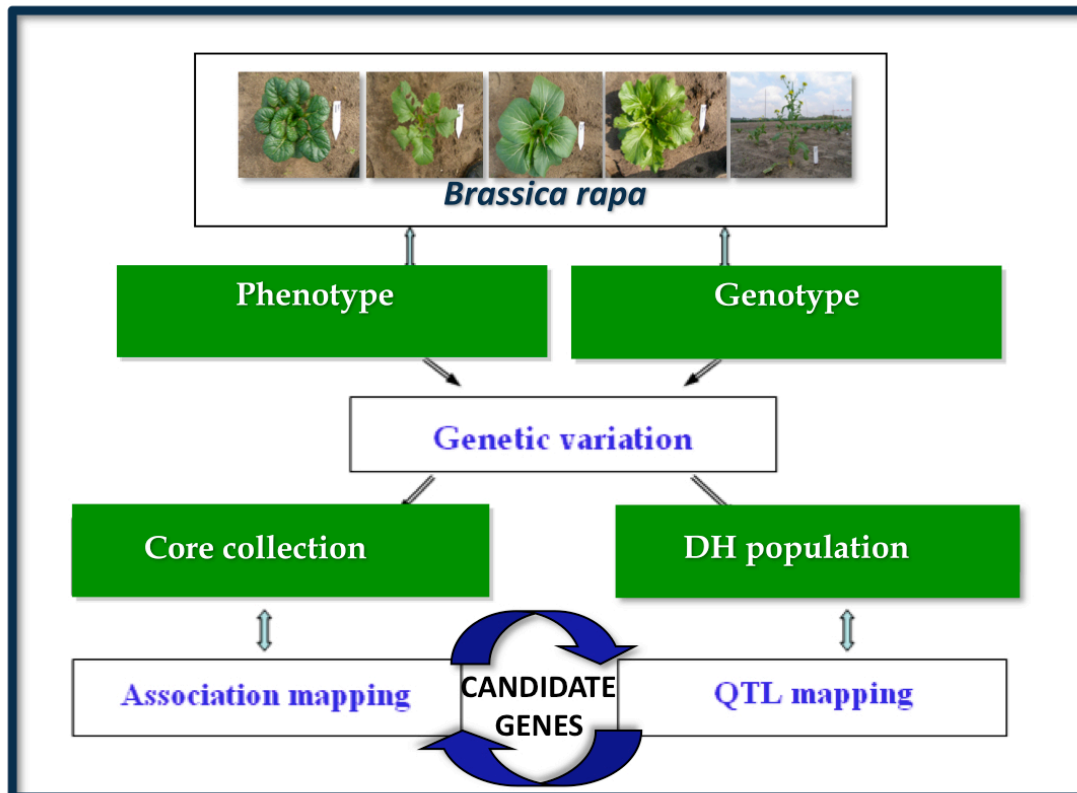 Brassica rapa
Phenotype
Genotype
Genetic variation
Core collection
DH population
Association mapping
CANDIDATE
GENES
QTL mapping